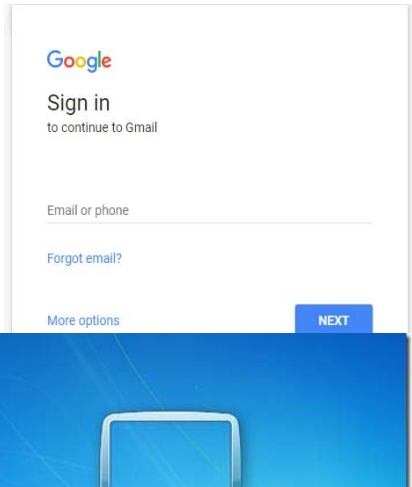 Google
Sign in
to continue to Gmail
Email or phone
Forgot email?
More options NEXT